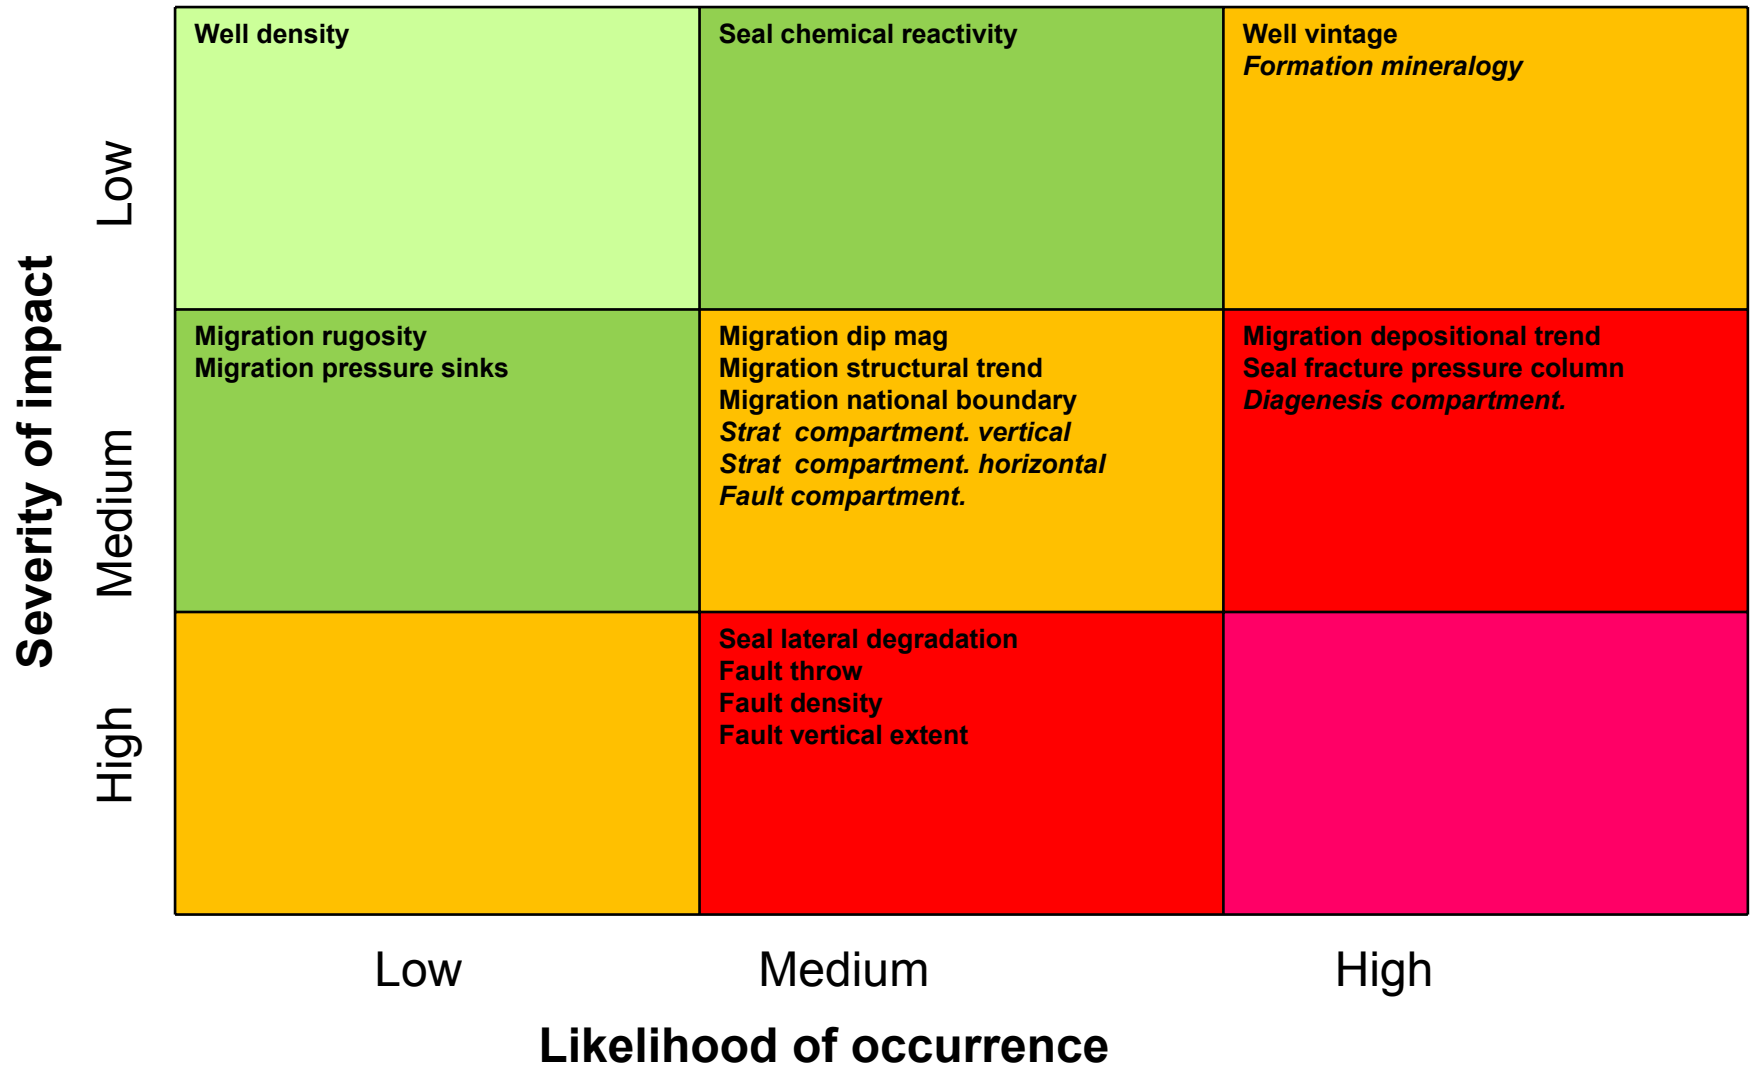 Well density
Seal chemical reactivity
Well vintage
Formation mineralogy
Low
Migration rugosity
Migration pressure sinks
Migration dip mag
Migration structural trend
Migration national boundary
Strat  compartment. vertical
Strat  compartment. horizontal
Fault compartment.
Migration depositional trend
Seal fracture pressure column
Diagenesis compartment.
Severity of impact
Medium
Seal lateral degradation
Fault throw
Fault density
Fault vertical extent
High
Low
Medium
High
Likelihood of occurrence